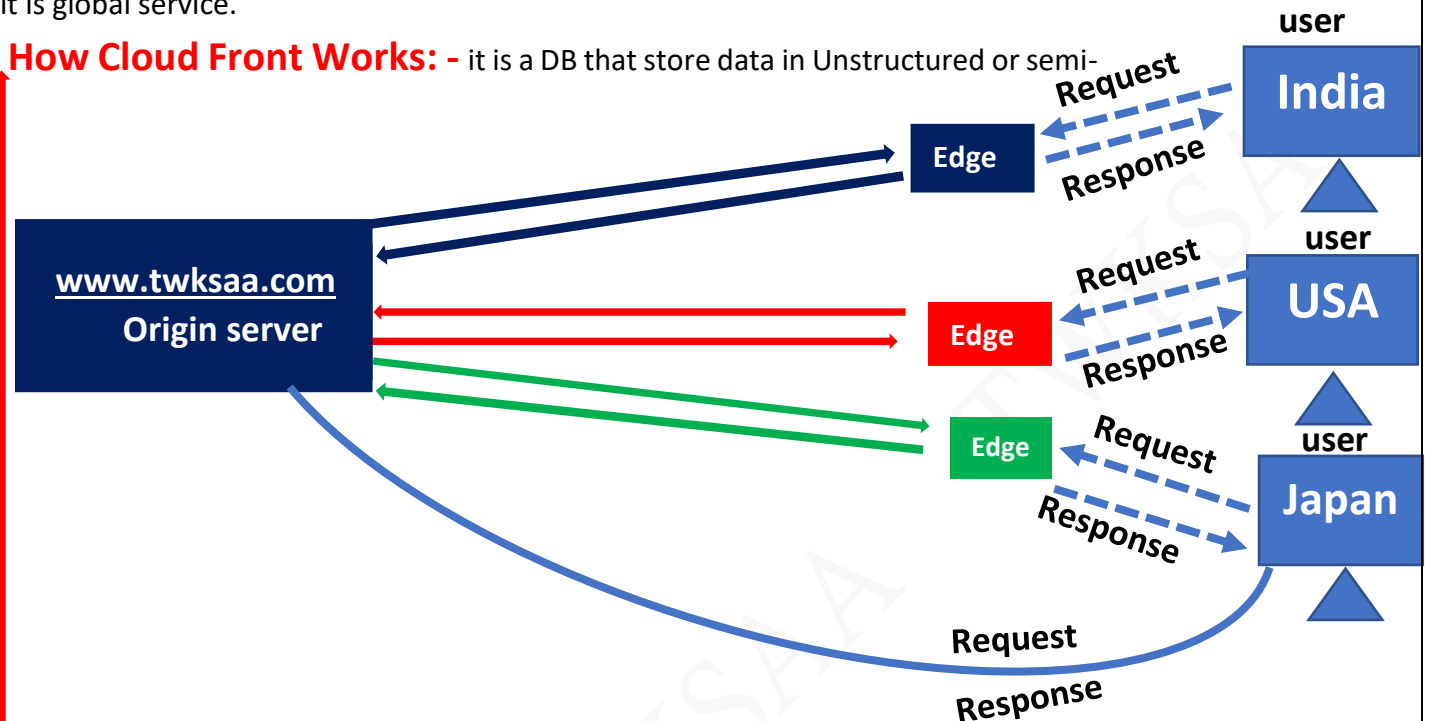 it is global service.
How Cloud Front Works: - it is a DB that store data in Unstructured or semi-
user
India
Request
Response
Edge
www.twksaa.com
Origin server
user
USA
Request
Response
Edge
user
Japan
Request
Response
Edge
Request
Response
TWKSAA